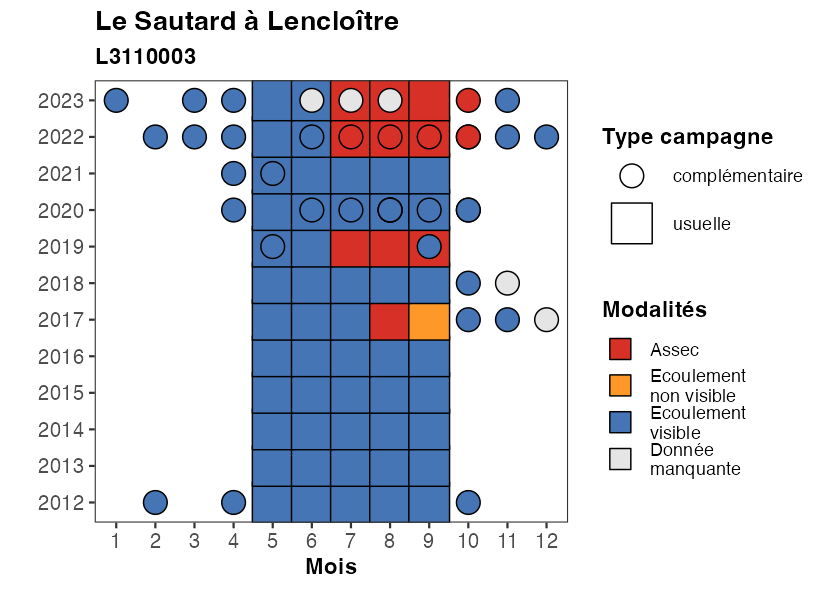 Le Sautard à Lencloître
L3110003
2023
2022
2021
2020
2019
2018
2017
2016
2015
2014
2013
2012
1 2 3 4 5 6 7 8 9 10 11 12
Mois
Type campagne
complémentaire
usuelle
Modalités
Assec
Ecoulement
non visible
Ecoulement
visible
Donnée
manquante